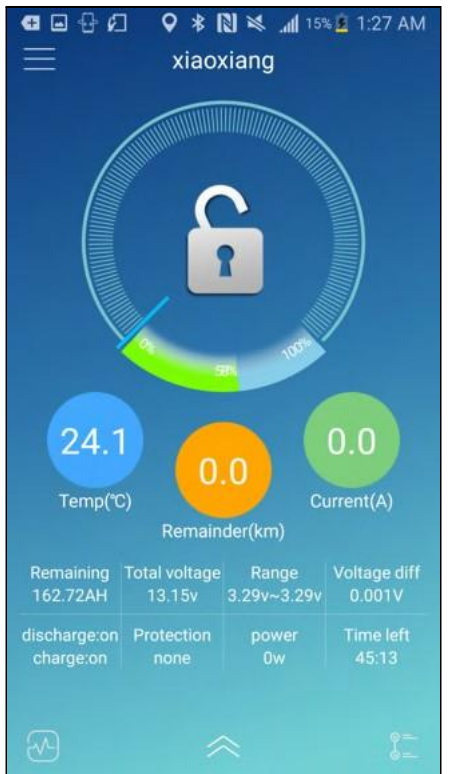 15% 1:27 AM
xiaoxiang
0% 58% 100%
24.1
Temp(℃)
0.0
Remainder(km)
0.0
Current(A)
Remaining Total voltage Range Voltage diff
162.72AH 13.15v 3.29v~3.29v 0.001V
discharge:on Protection power Time left
charge:on none 0w 45:13